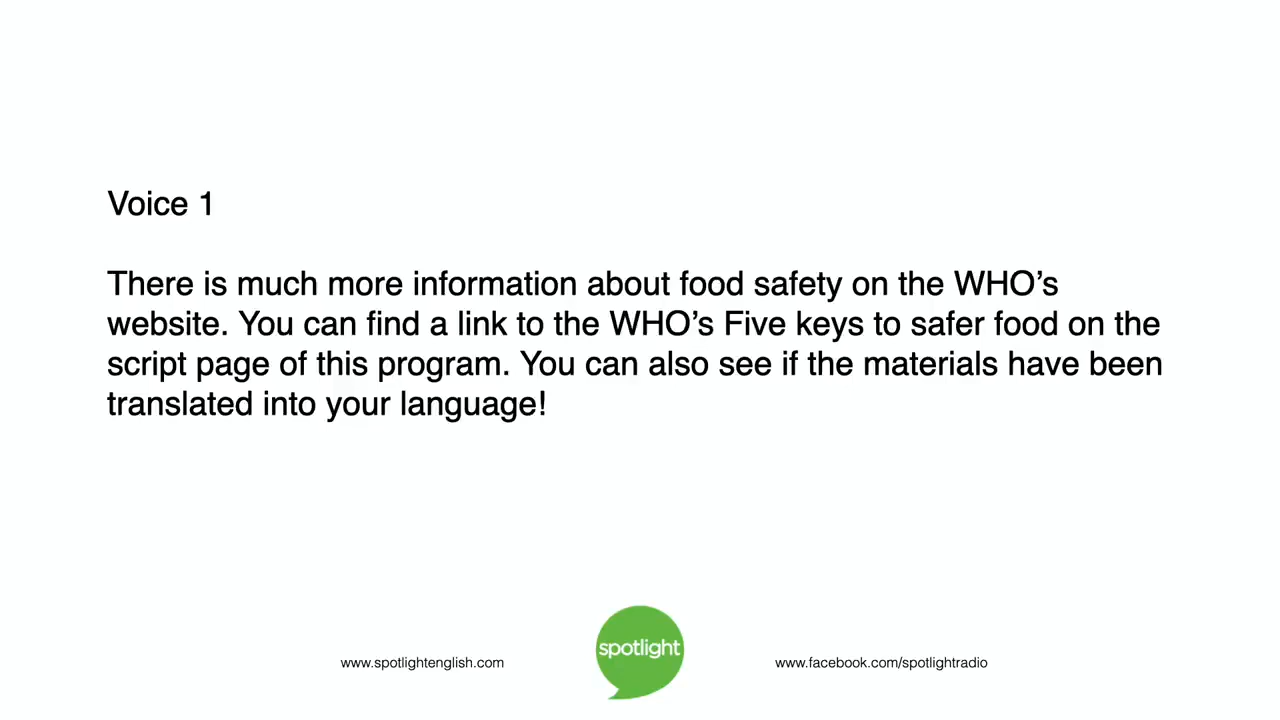 Voice 1
There is much more information about food safety on the WHO’s
website. You can find a link to the WHO’s Five keys to safer food on the
script page of this program. You can also see if the materials have been
translated into your language!
www.spotlightenglish.com
spotlight
www.facebook.com/spotlightradio